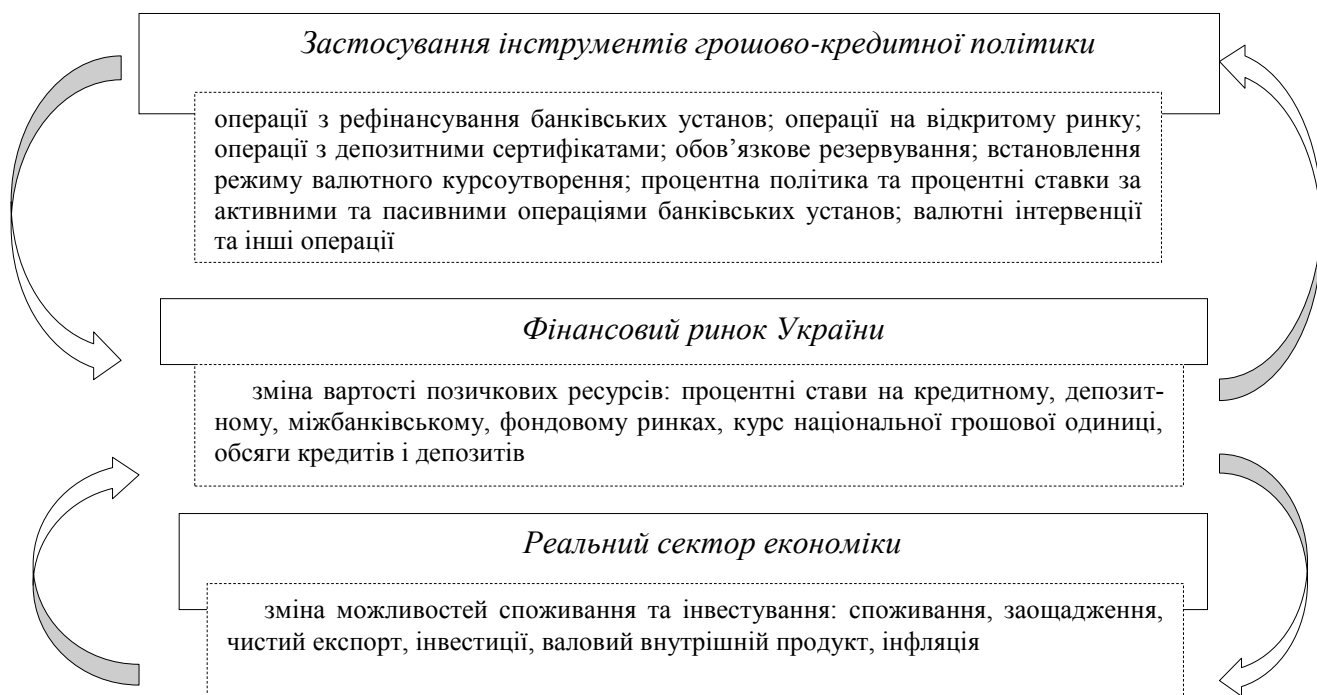 Застосування інструментів грошово-кредитної політики
операції з рефінансування банківських установ; операції на відкритому ринку;
операції з депозитними сертифікатами; обов’язкове резервування; встановлення
режиму валютного курсоутворення; процентна політика та процентні ставки за
активними та пасивними операціями банківських установ; валютні інтервенції
та інші операції
Фінансовий ринок України
зміна вартості позичкових ресурсів: процентні стави на кредитному, депозит-
ному, міжбанківському, фондовому ринках, курс національної грошової одиниці,
обсяги кредитів і депозитів
Реальний сектор економіки
зміна можливостей споживання та інвестування: споживання, заощадження,
чистий експорт, інвестиції, валовий внутрішній продукт, інфляція